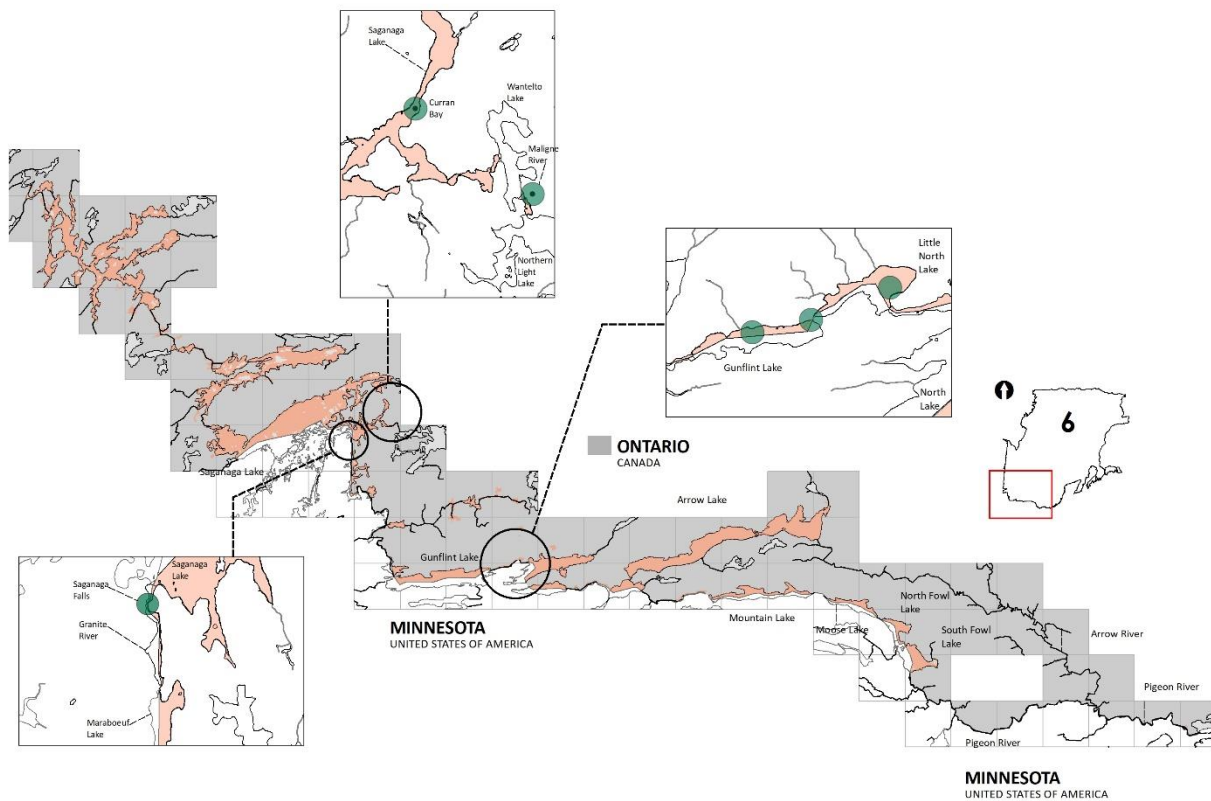 Saganaga
Lake
Wantelto
Lake
Curran
Bay
Maligne
River
Northern
Light
Lake
Little
North
Lake
Gunflint Lake
North
Lake
6
ONTARIO
CANADA
Saganaga Lake
Arrow Lake
Gunflint Lake
Saganaga
Lake
Saganaga
Falls
Granite
River
Maraboeuf
Lake
MINNESOTA
UNITED STATES OF AMERICA
Mountain Lake
Moose Lake
North Fowl
Lake
South Fowl
Lake
Arrow River
Pigeon River
Pigeon River
MINNESOTA
UNITED STATES OF AMERICA